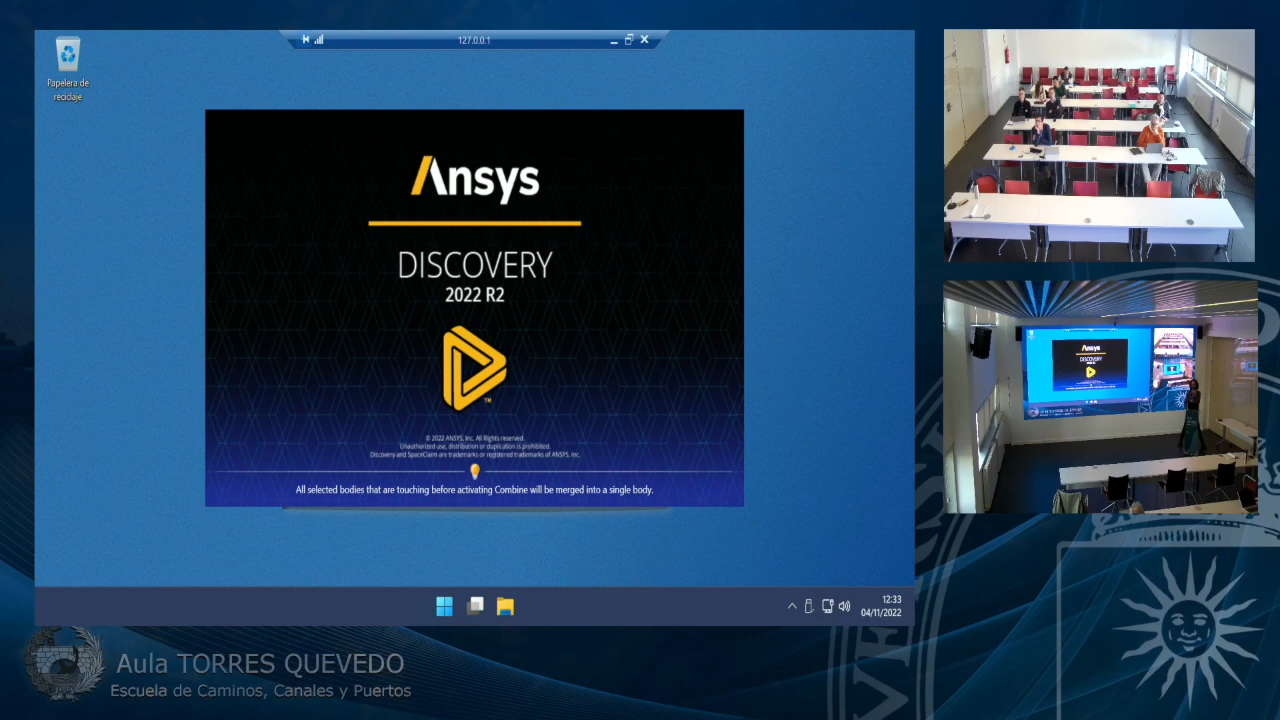 127.0.0.1
Papelera de
reciclaje
Ansys
DISCOVERY
2022 R2
© 2022 ANSYS, Inc. All Rights reserved.
Unauthorized use, distribution or duplication is prohibited.
Discovery and SpaceClaim are trademarks or registered trademarks of ANSYS, Inc.
All selected bodies that are touching before activating Combine will be merged into a single body.
12:33
04/11/2022
Ansys
DISCOVERY
Aula TORRES QUEVEDO
Escuela de Caminos, Canales y Puertos